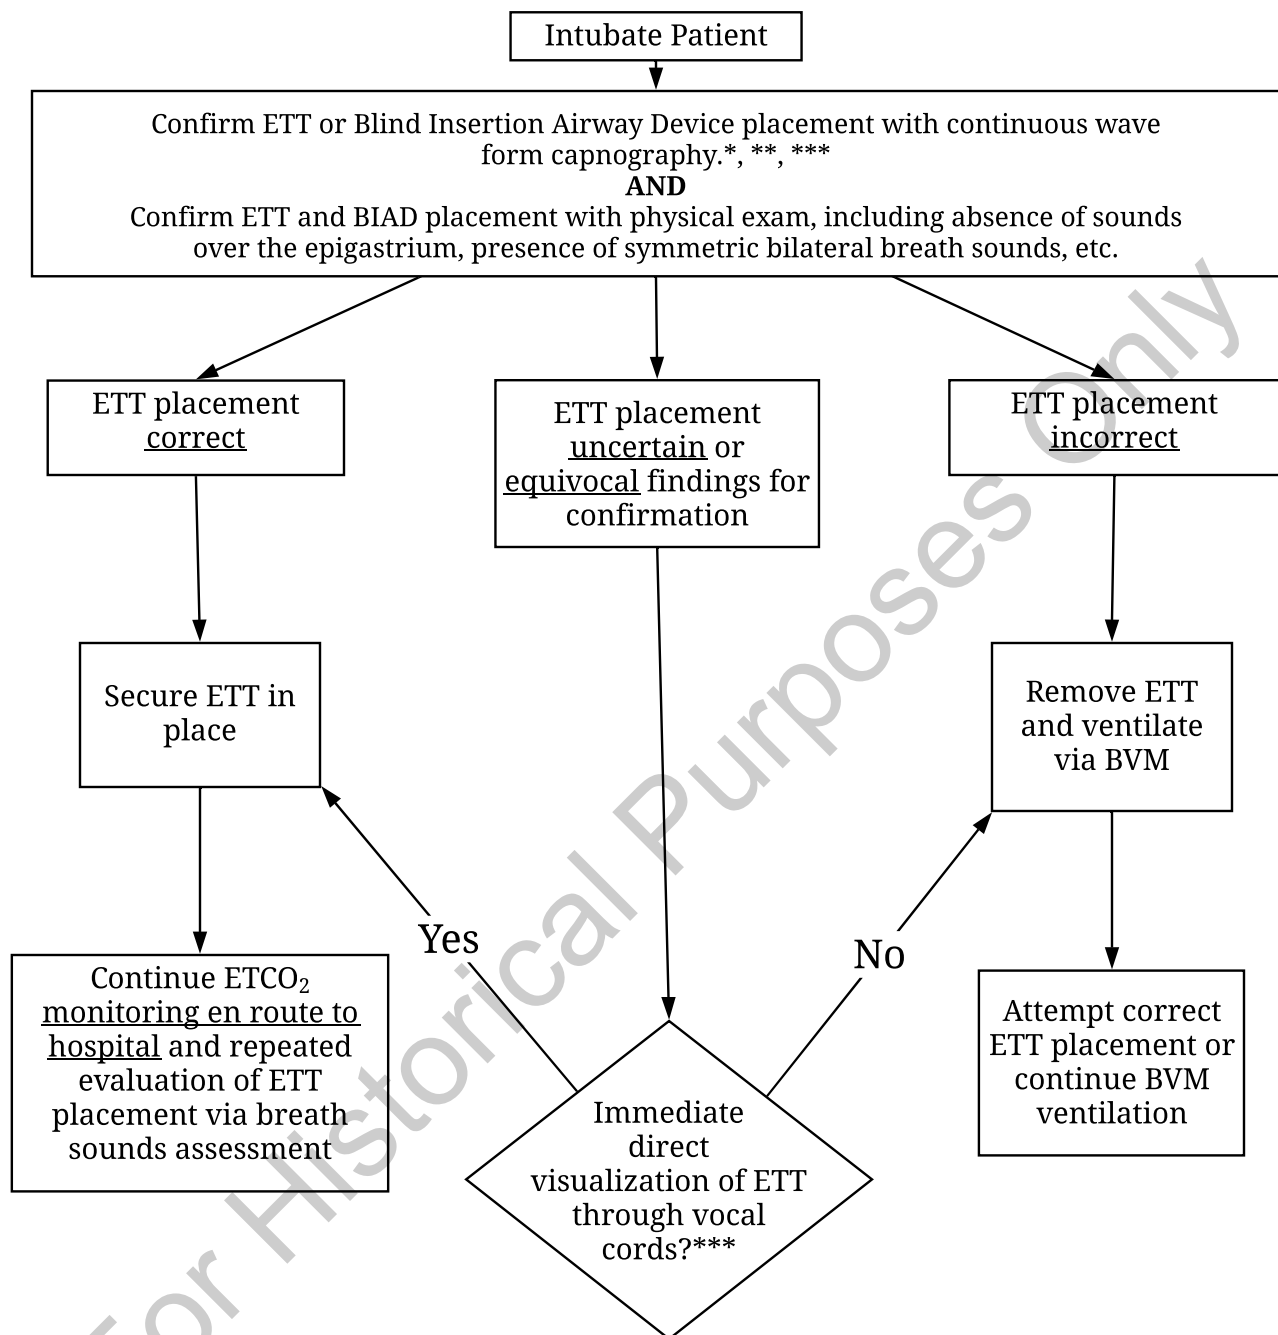 Intubate Patient
Confirm ETT or Blind Insertion Airway Device placement with continuous wave
form capnography.*, **, ***
AND
Confirm ETT and BIAD placement with physical exam, including absence of sounds
over the epigastrium, presence of symmetric bilateral breath sounds, etc.
ETT placement
correct
ETT placement
uncertain or
equivocal findings for
confirmation
ETT placement
incorrect
Secure ETT in
place
Remove ETT
and ventilate
via BVM
Yes
No
Continue ETCO₂
monitoring en route to
hospital and repeated
evaluation of ETT
placement via breath
sounds assessment
Immediate
direct
visualization of ETT
through vocal
cords?***
Attempt correct
ETT placement or
continue BVM
ventilation
For Historical Purposes Only